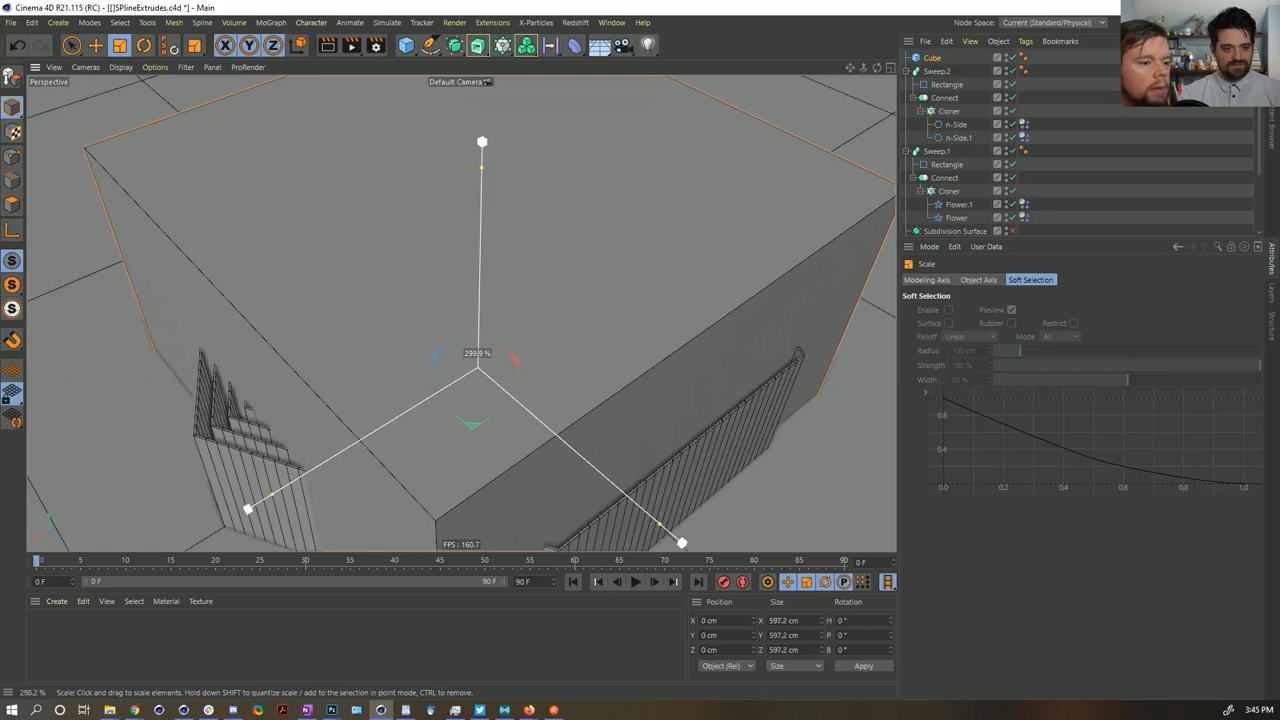 Cinema 4D R21.115 (RC) - [[]SPlineExtrudes.c4d *] - Main
File Edit Create Modes Select Tools Mesh Spline Volume MoGraph Character Animate Simulate Tracker Render Extensions X-Particles Redshift Window Help
Node Space: Current (Standard/Physical)
X Y Z
View Cameras Display Options Filter Panel ProRender
File Edit View Object Tags Bookmarks
Perspective
Default Camera
Cube
Sweep.2
Rectangle
Connect
Cloner
n-Side
n-Side.1
Sweep.1
Rectangle
Connect
Cloner
Flower.1
Flower
Subdivision Surface
Content Browser
Mode Edit User Data
Scale
Modeling Axis Object Axis Soft Selection
Soft Selection
Enable Preview
Surface Rubber Restrict
Falloff Linear Mode All
Radius 100 cm
Strength 100 %
Width 50 %
0.8
0.4
0.0 0.2 0.4 0.6 0.8 1.0
Attributes
Layers
Structure
298.9 %
FPS : 160.7
0 5 10 15 20 25 30 35 40 45 50 55 60 65 70 75 80 85 90 0 F
0 F 0 F 90 F 90 F
Create Edit View Select Material Texture
Position Size Rotation
X 0 cm X 597.2 cm H 0 °
Y 0 cm Y 597.2 cm P 0 °
Z 0 cm Z 597.2 cm B 0 °
Object (Rel) Size Apply
298.2 % Scale: Click and drag to scale elements. Hold down SHIFT to quantize scale / add to the selection in point mode, CTRL to remove.
3:45 PM